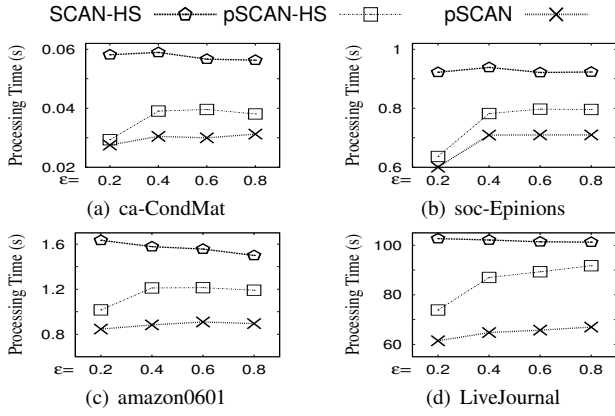 SCAN-HS pSCAN-HS pSCAN
Processing Time (s)
0.06
0.04
0.02
ε= 0.2 0.4 0.6 0.8
(a) ca-CondMat
Processing Time (s)
1
0.8
0.6
ε= 0.2 0.4 0.6 0.8
(b) soc-Epinions
Processing Time (s)
1.6
1.2
0.8
ε= 0.2 0.4 0.6 0.8
(c) amazon0601
Processing Time (s)
100
80
60
ε= 0.2 0.4 0.6 0.8
(d) LiveJournal